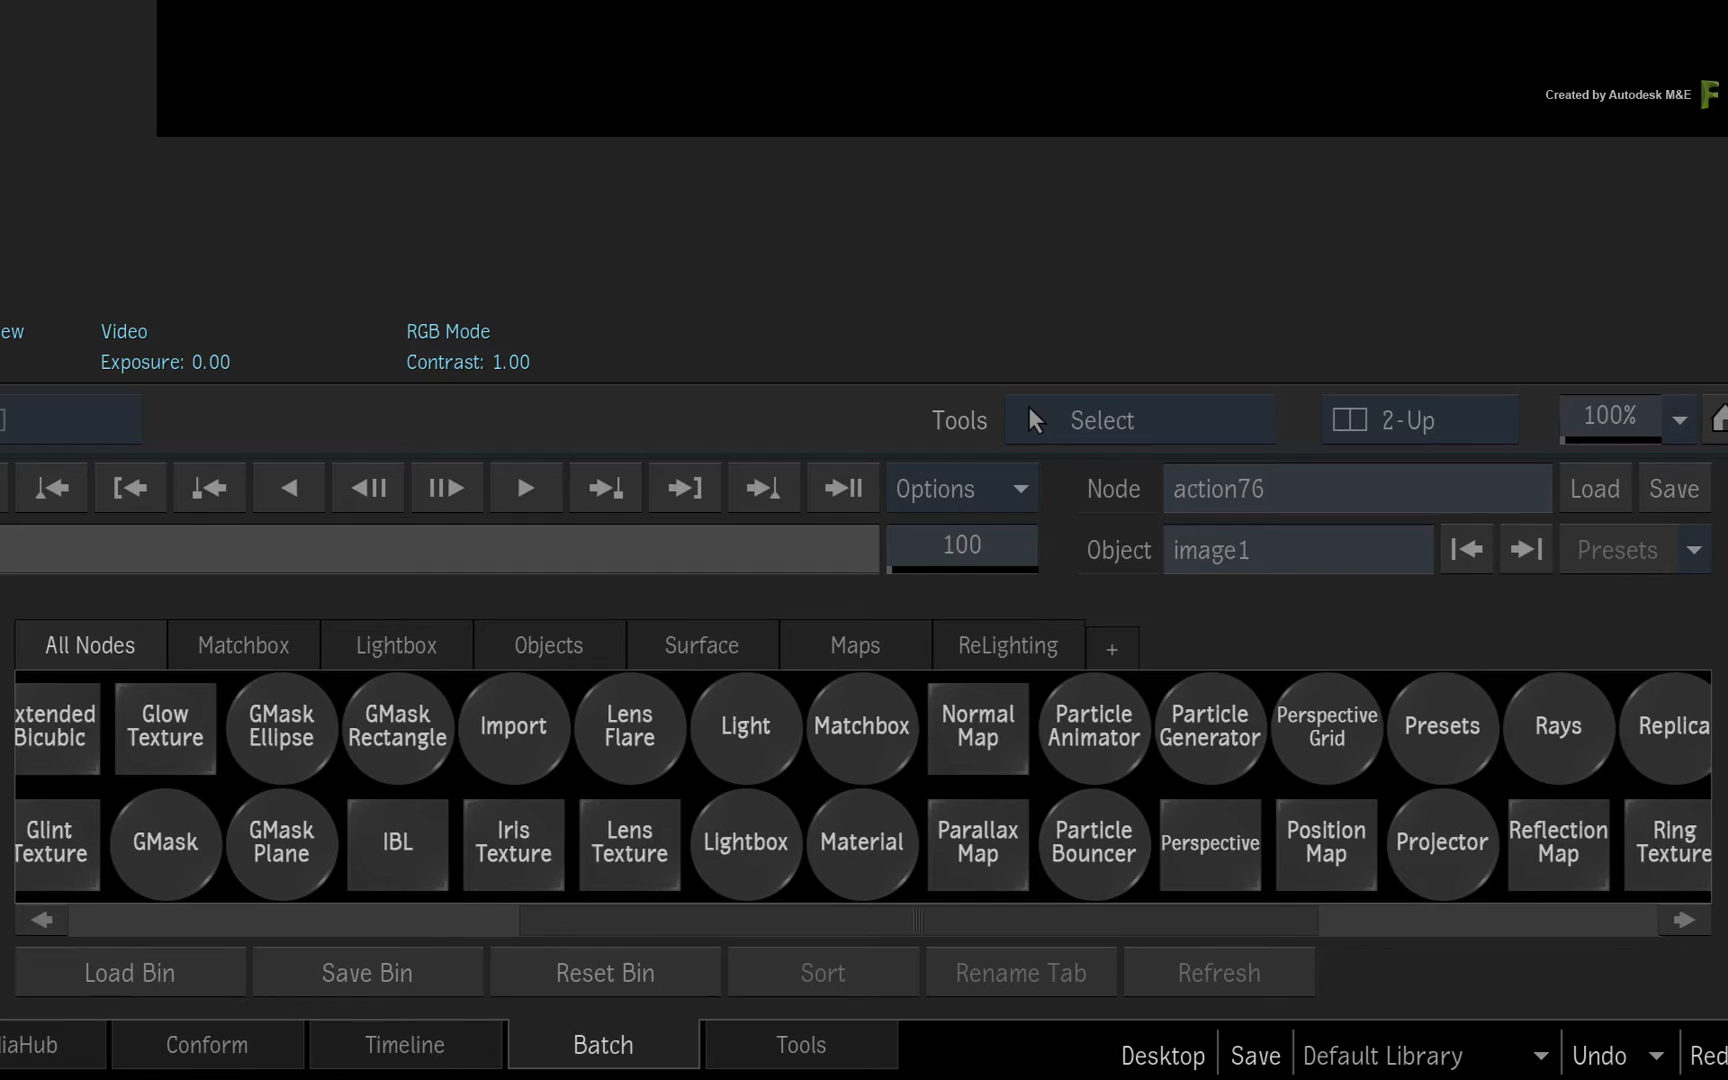 Created by Autodesk M&E
ew Video RGB Mode
Exposure: 0.00 Contrast: 1.00
Tools Select 2-Up 100%
Options Node action76 Load Save
100 Object image1 Presets
All Nodes Matchbox Lightbox Objects Surface Maps ReLighting +
xtended Bicubic
Glow Texture
GMask Ellipse
GMask Rectangle
Import
Lens Flare
Light
Matchbox
Normal Map
Particle Animator
Particle Generator
Perspective Grid
Presets
Rays
Replica
Glint Texture
GMask
GMask Plane
IBL
Iris Texture
Lens Texture
Lightbox
Material
Parallax Map
Particle Bouncer
Perspective
Position Map
Projector
Reflection Map
Ring Texture
Load Bin Save Bin Reset Bin Sort Rename Tab Refresh
iaHub Conform Timeline Batch Tools Desktop Save Default Library Undo Red